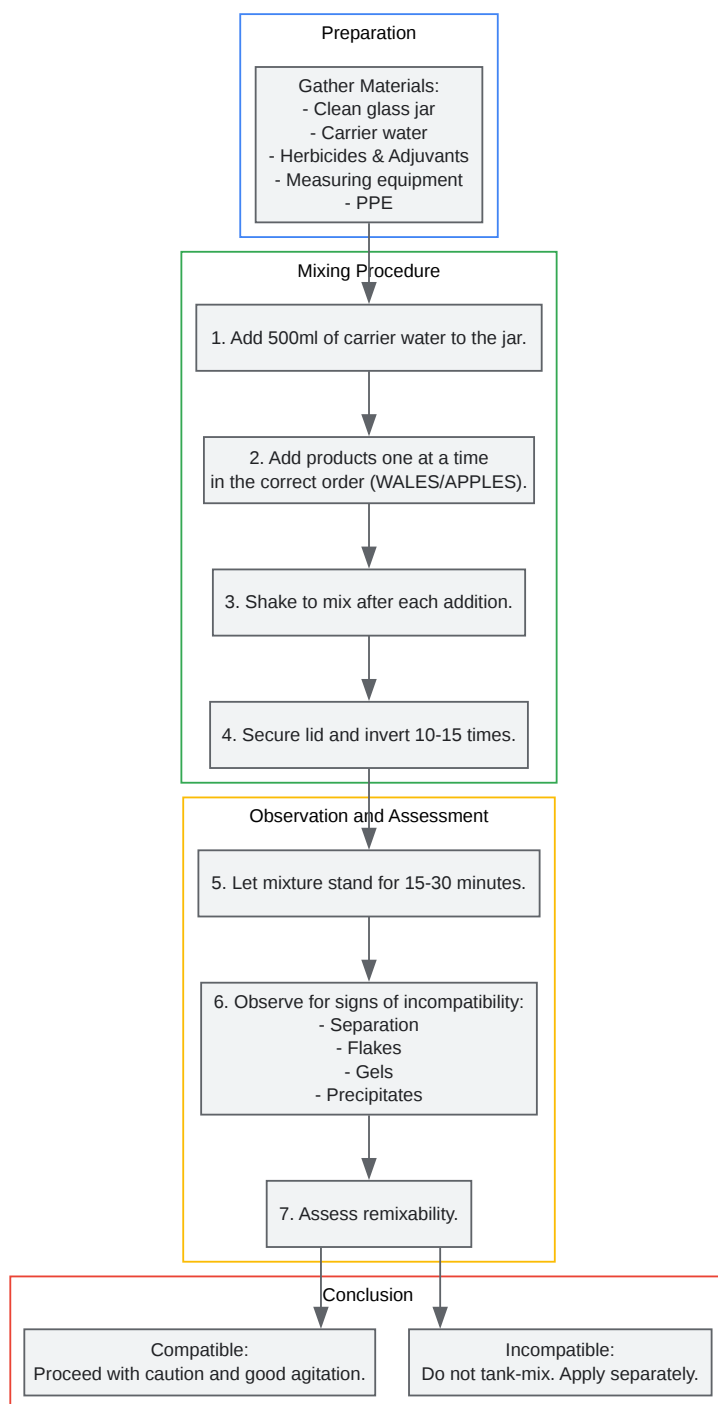 Preparation
Gather Materials:
- Clean glass jar
- Carrier water
- Herbicides & Adjuvants
- Measuring equipment
- PPE
Mixing Procedure
1. Add 500ml of carrier water to the jar.
2. Add products one at a time
in the correct order (WALES/APPLES).
3. Shake to mix after each addition.
4. Secure lid and invert 10-15 times.
Observation and Assessment
5. Let mixture stand for 15-30 minutes.
6. Observe for signs of incompatibility:
- Separation
- Flakes
- Gels
- Precipitates
7. Assess remixability.
Conclusion
Compatible:
Proceed with caution and good agitation.
Incompatible:
Do not tank-mix. Apply separately.